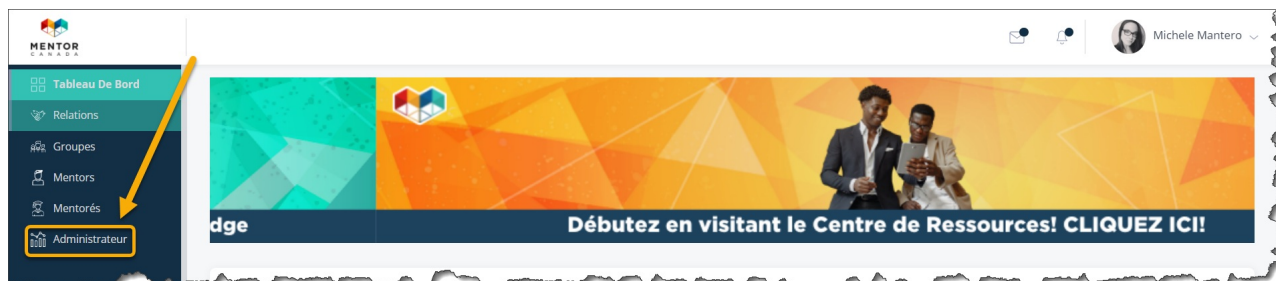 MENTOR
CANADA
Michele Mantero
Tableau De Bord
Relations
Groupes
Mentors
Mentorés
Administrateur
dge
Débutez en visitant le Centre de Ressources! CLIQUEZ ICI!